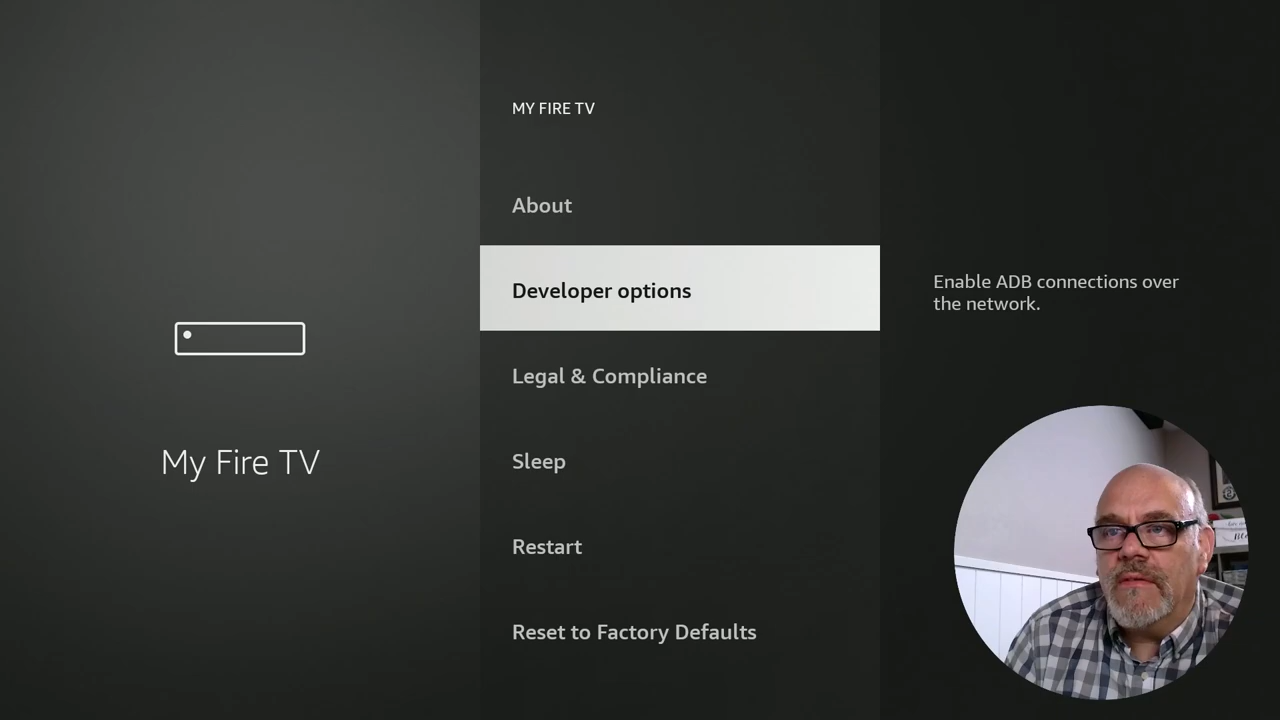 MY FIRE TV
About
Developer options
Legal & Compliance
Sleep
Restart
Reset to Factory Defaults
My Fire TV
Enable ADB connections over
the network.